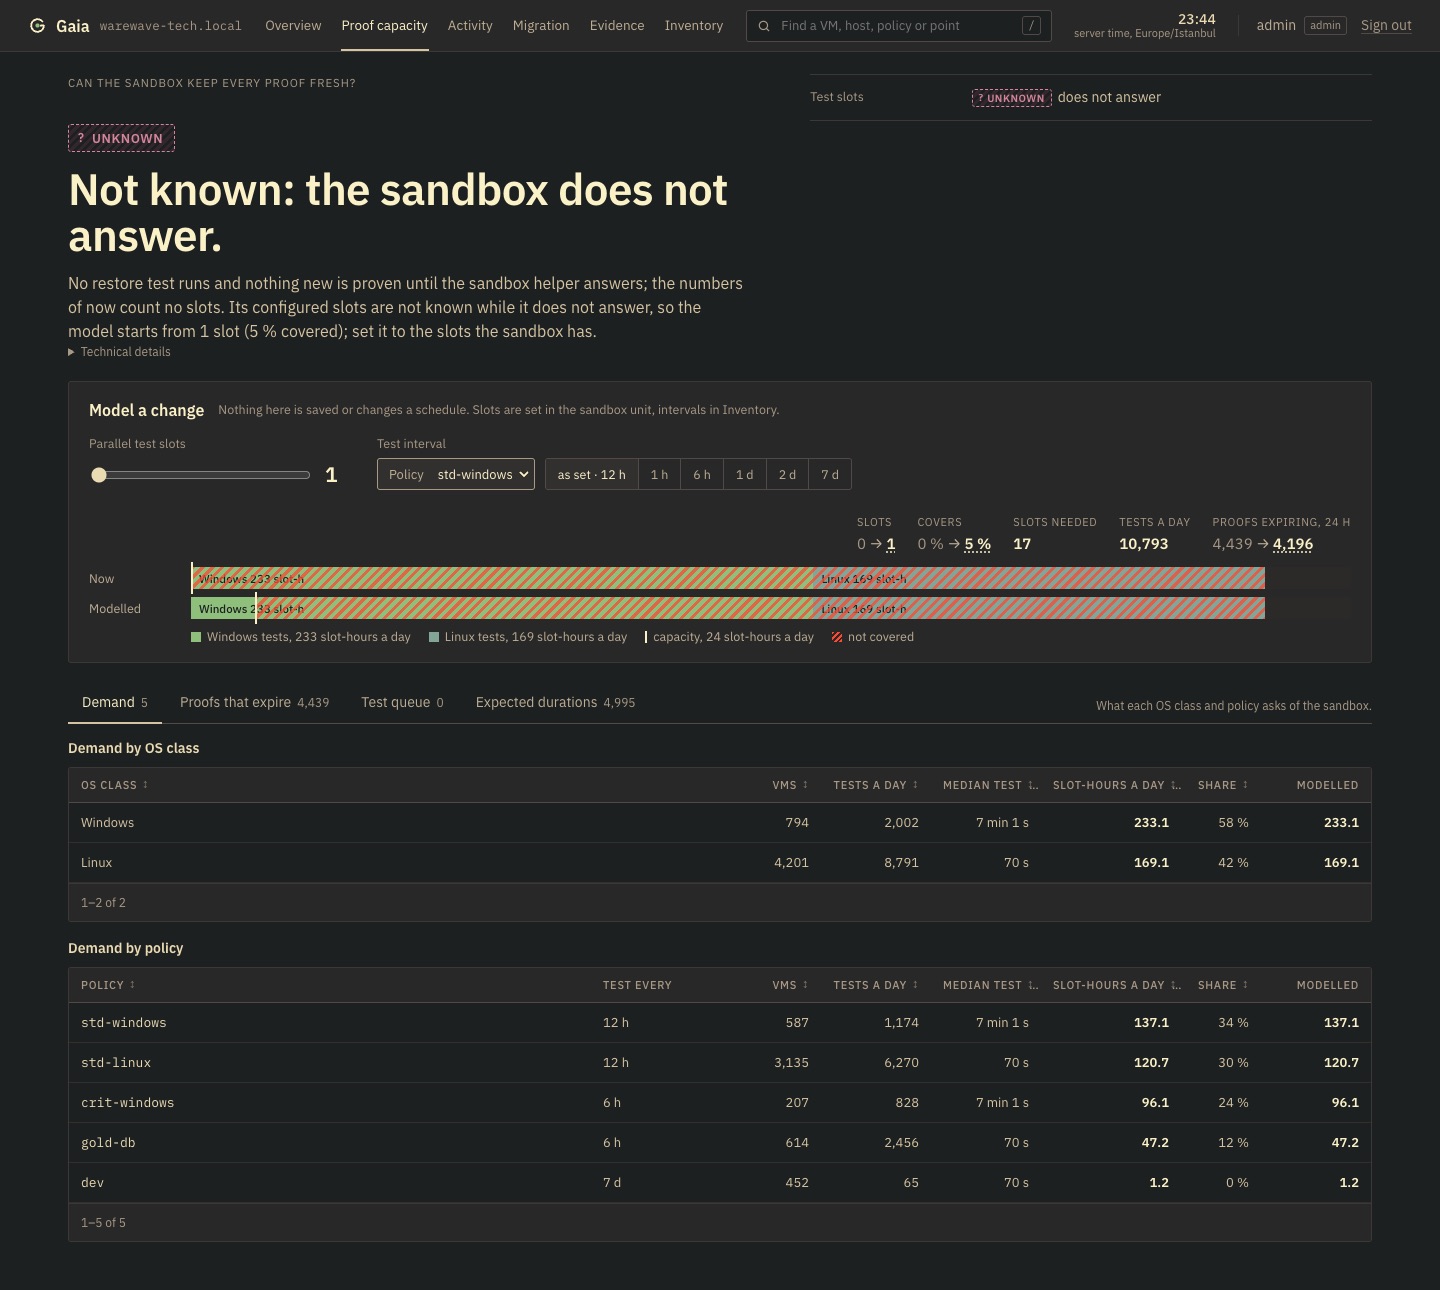 Gaia warewave-tech.local Overview Proof capacity Activity Migration Evidence Inventory Find a VM, host, policy or point / 23:44 server time, Europe/Istanbul admin admin Sign out
CAN THE SANDBOX KEEP EVERY PROOF FRESH?
Test slots ? UNKNOWN does not answer
? UNKNOWN
Not known: the sandbox does not
answer.
No restore test runs and nothing new is proven until the sandbox helper answers; the numbers
of now count no slots. Its configured slots are not known while it does not answer, so the
model starts from 1 slot (5 % covered); set it to the slots the sandbox has.
Technical details
Model a change Nothing here is saved or changes a schedule. Slots are set in the sandbox unit, intervals in Inventory.
Parallel test slots Test interval
1 Policy std-windows as set · 12 h 1 h 6 h 1 d 2 d 7 d
SLOTS COVERS SLOTS NEEDED TESTS A DAY PROOFS EXPIRING, 24 H
0 → 1 0 % → 5 % 17 10,793 4,439 → 4,196
Now Windows 233 slot-h Linux 169 slot-h
Modelled Windows 233 slot-h Linux 169 slot-h
Windows tests, 233 slot-hours a day Linux tests, 169 slot-hours a day capacity, 24 slot-hours a day not covered
Demand 5 Proofs that expire 4,439 Test queue 0 Expected durations 4,995 What each OS class and policy asks of the sandbox.
Demand by OS class
OS CLASS ↕ VMS ↕ TESTS A DAY ↕ MEDIAN TEST ↕.. SLOT-HOURS A DAY ↕.. SHARE ↕ MODELLED
Windows 794 2,002 7 min 1 s 233.1 58 % 233.1
Linux 4,201 8,791 70 s 169.1 42 % 169.1
1–2 of 2
Demand by policy
POLICY ↕ TEST EVERY VMS ↕ TESTS A DAY ↕ MEDIAN TEST ↕.. SLOT-HOURS A DAY ↕.. SHARE ↕ MODELLED
std-windows 12 h 587 1,174 7 min 1 s 137.1 34 % 137.1
std-linux 12 h 3,135 6,270 70 s 120.7 30 % 120.7
crit-windows 6 h 207 828 7 min 1 s 96.1 24 % 96.1
gold-db 6 h 614 2,456 70 s 47.2 12 % 47.2
dev 7 d 452 65 70 s 1.2 0 % 1.2
1–5 of 5